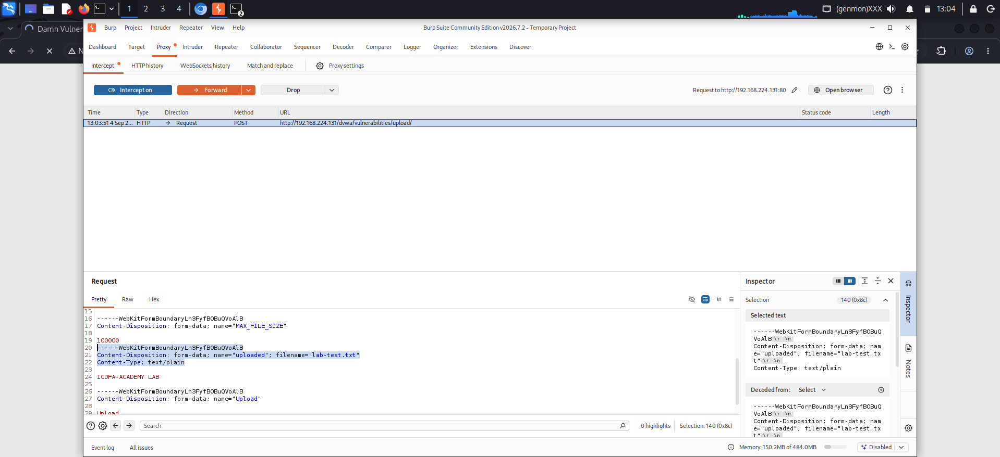 1 2 3 4 2 (genmon)XXX 13:04
Damn Vulner
Burp Project Intruder Repeater View Help Burp Suite Community Edition v2026.7.2 - Temporary Project
Dashboard Target Proxy Intruder Repeater Collaborator Sequencer Decoder Comparer Logger Organizer Extensions Discover
N
Intercept HTTP history WebSockets history Match and replace Proxy settings
Intercept on Forward Drop Request to http://192.168.224.131:80 Open browser
Time Type Direction Method URL Status code Length
13:03:51 4 Sep 2... HTTP → Request POST http://192.168.224.131/dvwa/vulnerabilities/upload/
Request
Pretty Raw Hex \n
15
16 ------WebKitFormBoundaryLn3FyfBOBuQVoAlB
17 Content-Disposition: form-data; name="MAX_FILE_SIZE"
18
19 100000
20 ------WebKitFormBoundaryLn3FyfBOBuQVoAlB
21 Content-Disposition: form-data; name="uploaded"; filename="lab-test.txt"
22 Content-Type: text/plain
23
24 ICDFA-ACADEMY LAB
25
26 ------WebKitFormBoundaryLn3FyfBOBuQVoAlB
27 Content-Disposition: form-data; name="Upload"
28
29 Upload
Search 0 highlights Selection: 140 (0x8c)
Inspector
Selection 140 (0x8c)
Selected text
------WebKitFormBoundaryLn3FyfBOBuQ
VoAlB \r \n
Content-Disposition: form-data; nam
e="uploaded"; filename="lab-test.tx
t" \r \n
Content-Type: text/plain
Decoded from: Select
------WebKitFormBoundaryLn3FyfBOBuQ
VoAlB \r \n
Content-Disposition: form-data; nam
e="uploaded"; filename="lab-test.tx
t" \r \n
Inspector
Notes
Event log All issues Memory: 150.2MB of 484.0MB Disabled